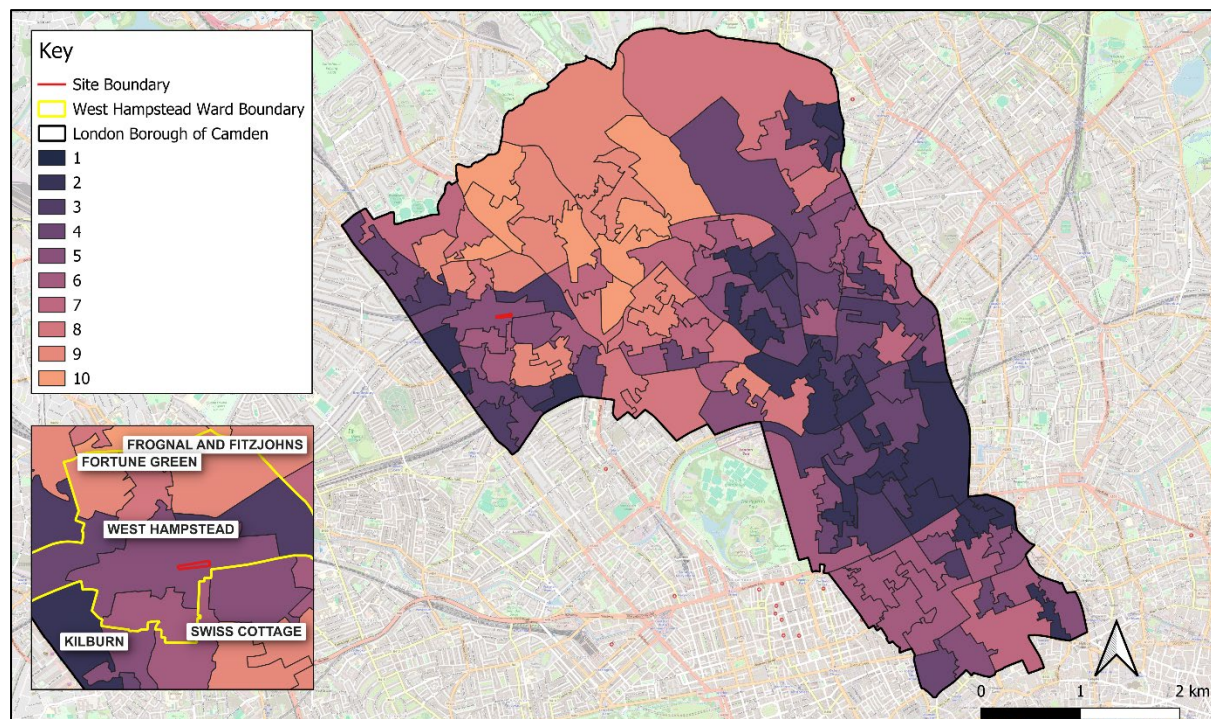 Key
Site Boundary
West Hampstead Ward Boundary
London Borough of Camden
1
2
3
4
5
6
7
8
9
10
FROGNAL AND FITZJOHNS
FORTUNE GREEN
WEST HAMPSTEAD
SWISS COTTAGE
KILBURN
0 1 2 km